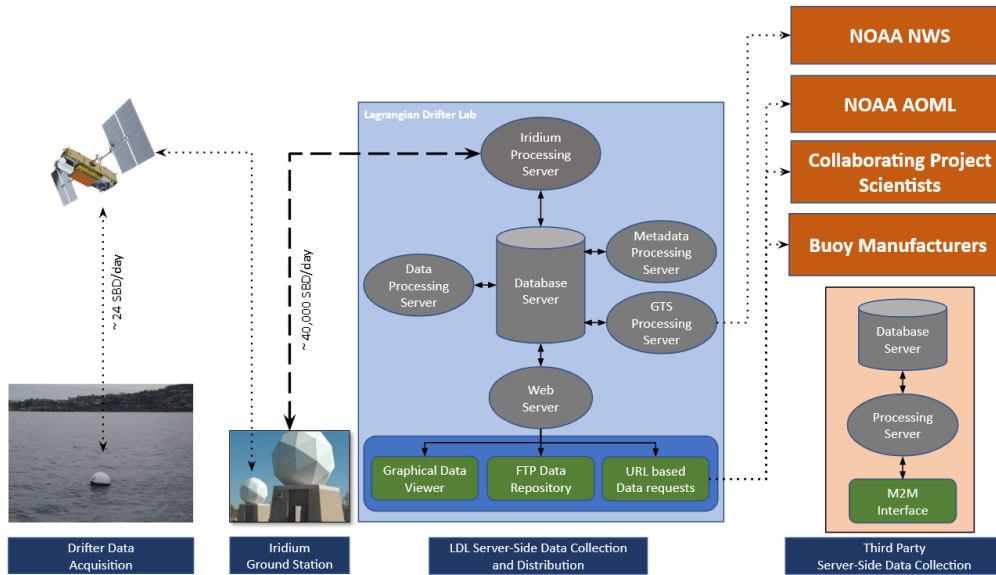 NOAA NWS
NOAA AOML
Collaborating Project
Scientists
Buoy Manufacturers
~ 24 SBD/day
~ 40,000 SBD/day
Lagrangian Drifter Lab
Iridium
Processing
Server
Data
Processing
Server
Database
Server
Metadata
Processing
Server
GTS
Processing
Server
Web
Server
Graphical Data
Viewer
FTP Data
Repository
URL based
Data requests
Database
Server
Processing
Server
M2M
Interface
Drifter Data
Acquisition
Iridium
Ground Station
LDL Server-Side Data Collection
and Distribution
Third Party
Server-Side Data Collection